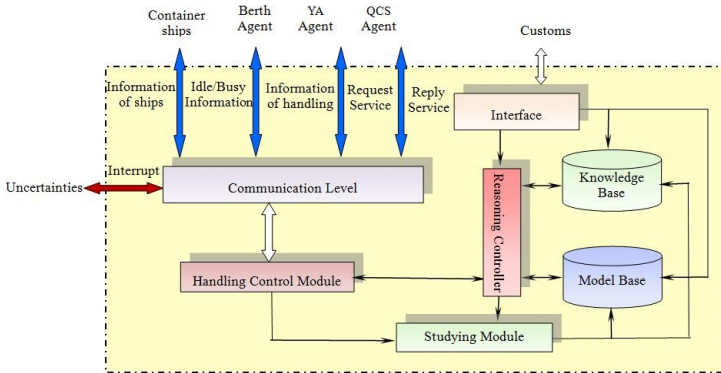 Container
ships
Berth
Agent
YA
Agent
QCS
Agent
Customs
Information
of ships
Idle/Busy
Information
Information
of handling
Request
Service
Reply
Service
Interface
Uncertainties
Interrupt
Communication Level
Reasoning Controller
Knowledge
Base
Handling Control Module
Model Base
Studying Module